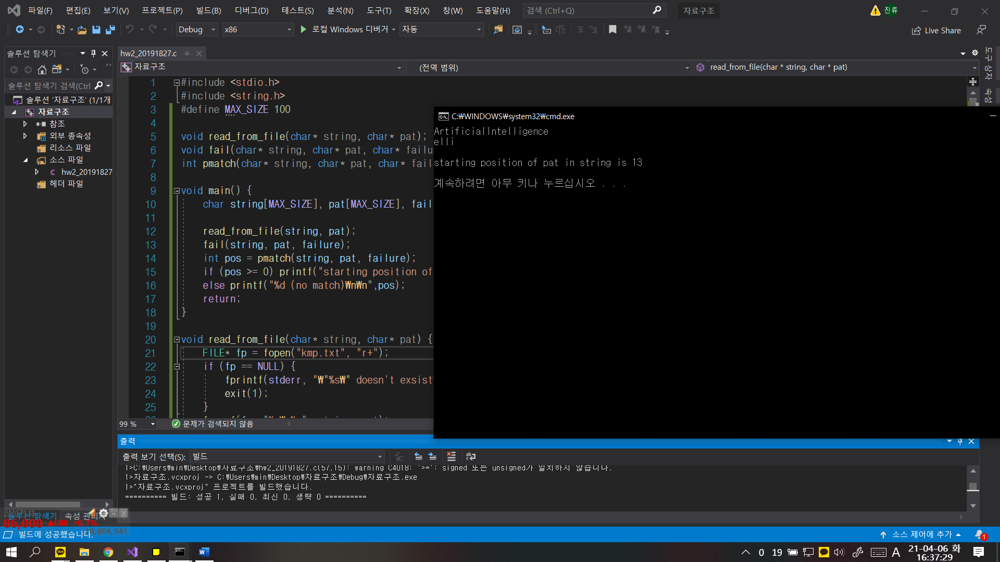 파일(F) 편집(E) 보기(V) 프로젝트(P) 빌드(B) 디버그(D) 테스트(S) 분석(N) 도구(T) 확장(X) 창(W) 도움말(H) 검색 (Ctrl+Q) 자료구조 진류
Debug x86 로컬 Windows 디버거 자동 Live Share
솔루션 탐색기
솔루션 탐색기 검색(Ctrl
솔루션 '자료구조' (1/1개
자료구조
참조
외부 종속성
리소스 파일
소스 파일
hw2_20191827
헤더 파일
hw2_20191827.c
자료구조 (전역 범위) read_from_file(char * string, char * pat)
도구 상자
속성
1 #include <stdio.h>
2 #include <string.h>
3 #define MAX_SIZE 100
4
5 void read_from_file(char* string, char* pat);
6 void fail(char* string, char* pat, char* failu
7 int pmatch(char* string, char* pat, char* fail
8
9 void main() {
10 char string[MAX_SIZE], pat[MAX_SIZE], fail
11
12 read_from_file(string, pat);
13 fail(string, pat, failure);
14 int pos = pmatch(string, pat, failure);
15 if (pos >= 0) printf("starting position of
16 else printf("%d (no match)₩n₩n",pos);
17 return;
18 }
19
20 void read_from_file(char* string, char* pat) {
21 FILE* fp = fopen("kmp.txt", "r+");
22 if (fp == NULL) {
23 fprintf(stderr, "₩"%s₩" doesn't exsist
24 exit(1);
25 }
C:₩WINDOWS₩system32₩cmd.exe
ArtificialIntelligence
elli
starting position of pat in string is 13
계속하려면 아무 키나 누르십시오 . . .
99 % 문제가 검색되지 않음
출력
출력 보기 선택(S): 빌드
1>C:₩Users₩min₩Desktop₩자료구조₩hw2_20191827.c(57,15): warning C4018: '>=': signed 또는 unsigned가 일치하지 않습니다.
1>자료구조.vcxproj -> C:₩Users₩min₩Desktop₩자료구조₩Debug₩자료구조.exe
1>"자료구조.vcxproj" 프로젝트를 빌드했습니다.
========== 빌드: 성공 1, 실패 0, 최신 0, 생략 0 ==========
솔루션 탐색기 속성
86,000 ▲600 +0.7%
빌드에 성공했습니다. 소스 제어에 추가 1
TALK 0 19 A 21-04-06 화
16:37:29